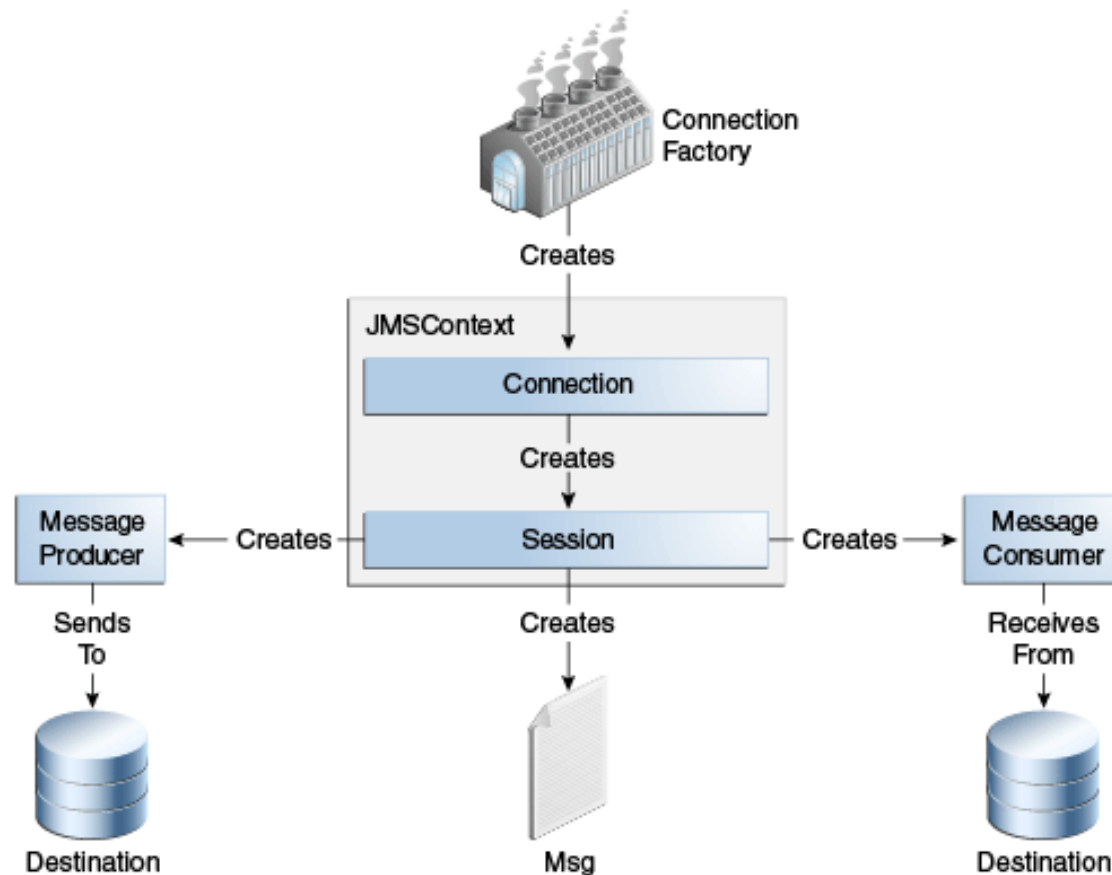 Connection
Factory
Creates
JMSContext
Connection
Creates
Message
Producer
Creates
Session
Creates
Message
Consumer
Sends
To
Creates
Receives
From
Destination
Msg
Destination